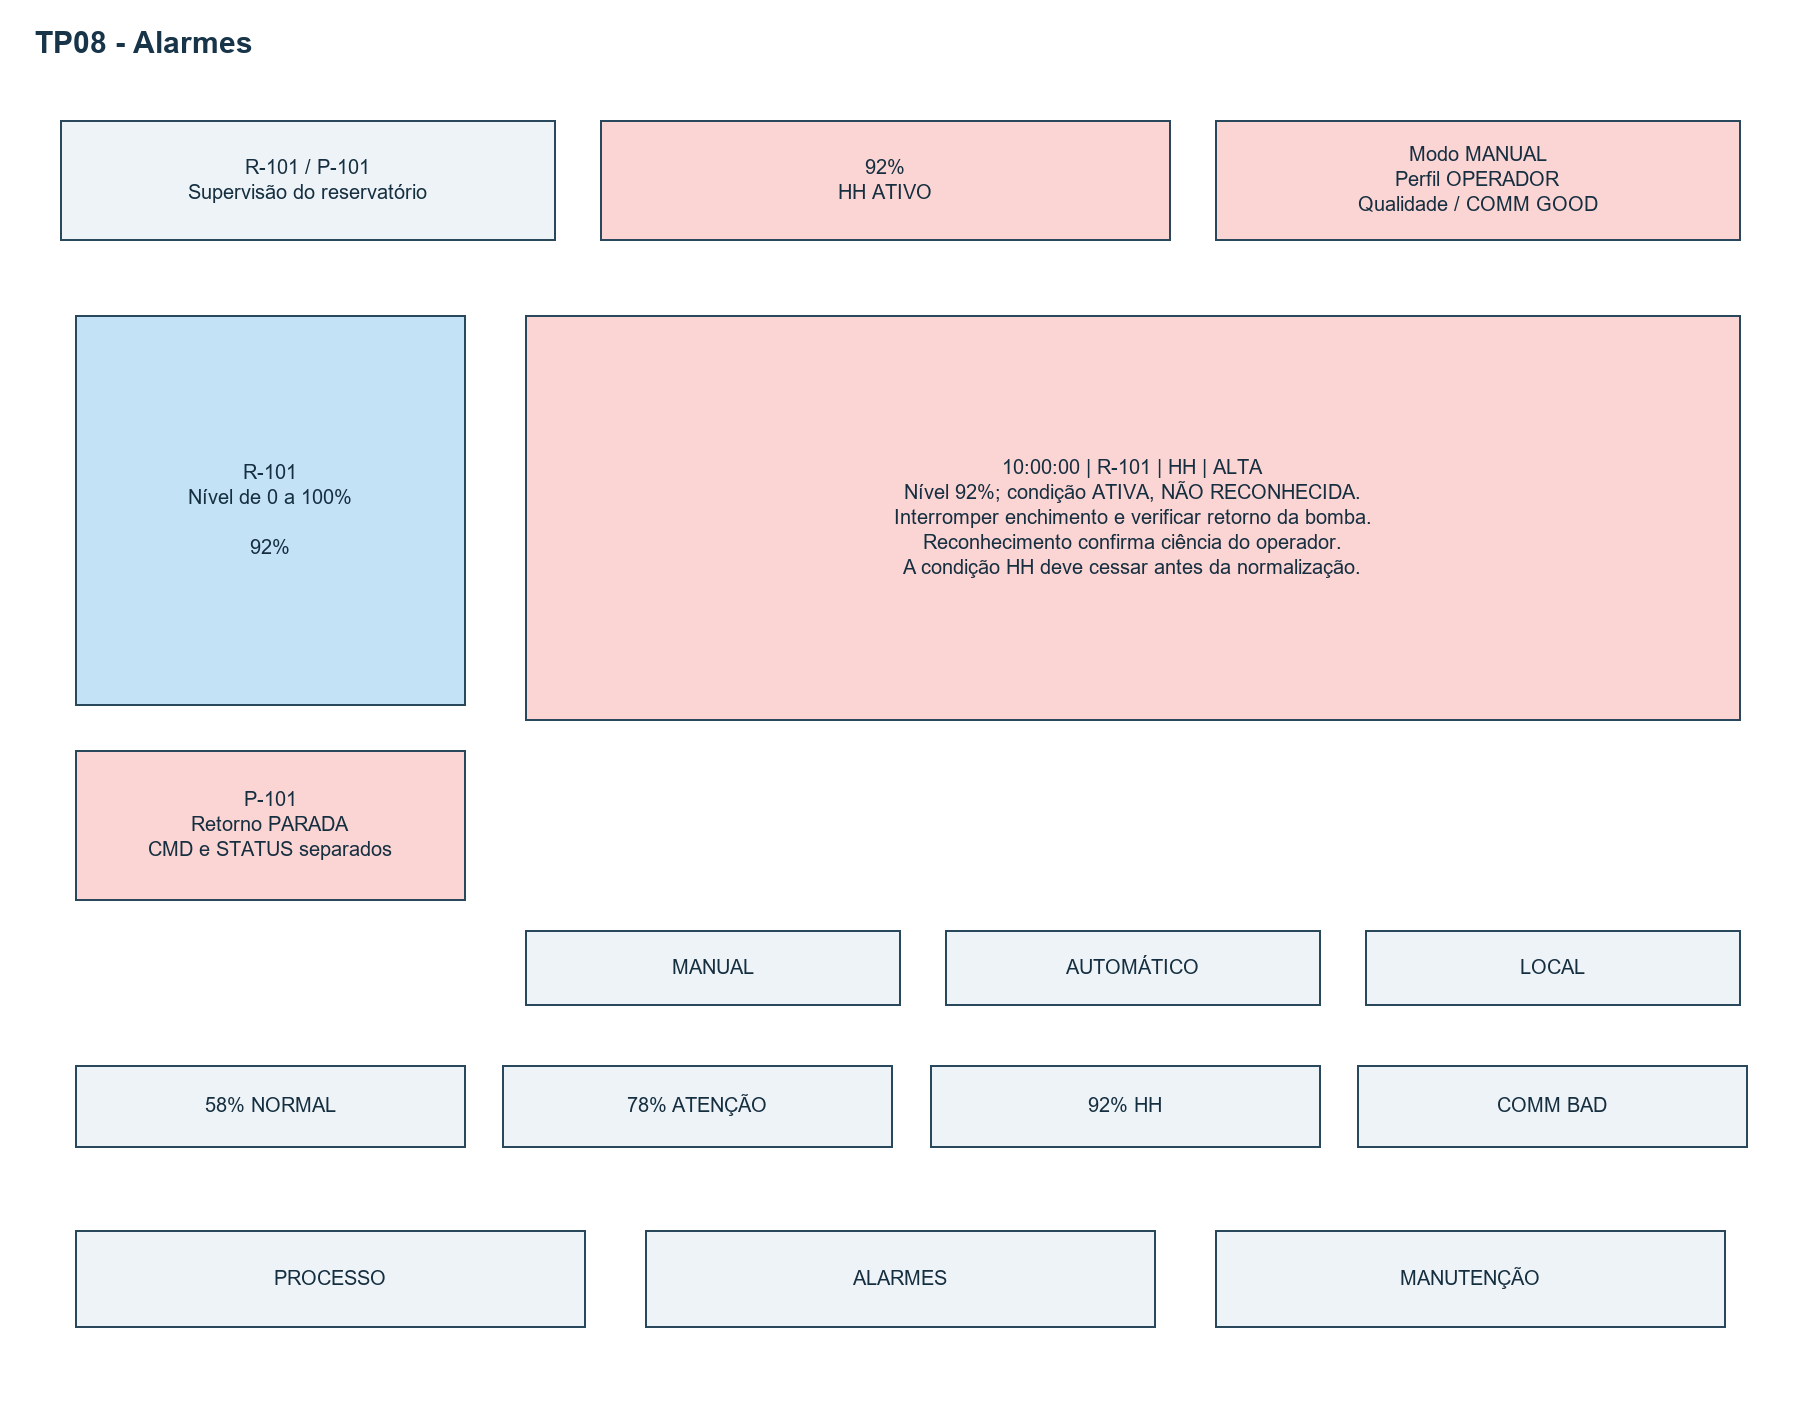 TP08 - Alarmes
R-101 / P-101
Supervisão do reservatório
92%
HH ATIVO
Modo MANUAL
Perfil OPERADOR
Qualidade / COMM GOOD
R-101
Nível de 0 a 100%
92%
10:00:00 | R-101 | HH | ALTA
Nível 92%; condição ATIVA, NÃO RECONHECIDA.
Interromper enchimento e verificar retorno da bomba.
Reconhecimento confirma ciência do operador.
A condição HH deve cessar antes da normalização.
P-101
Retorno PARADA
CMD e STATUS separados
MANUAL
AUTOMÁTICO
LOCAL
58% NORMAL
78% ATENÇÃO
92% HH
COMM BAD
PROCESSO
ALARMES
MANUTENÇÃO